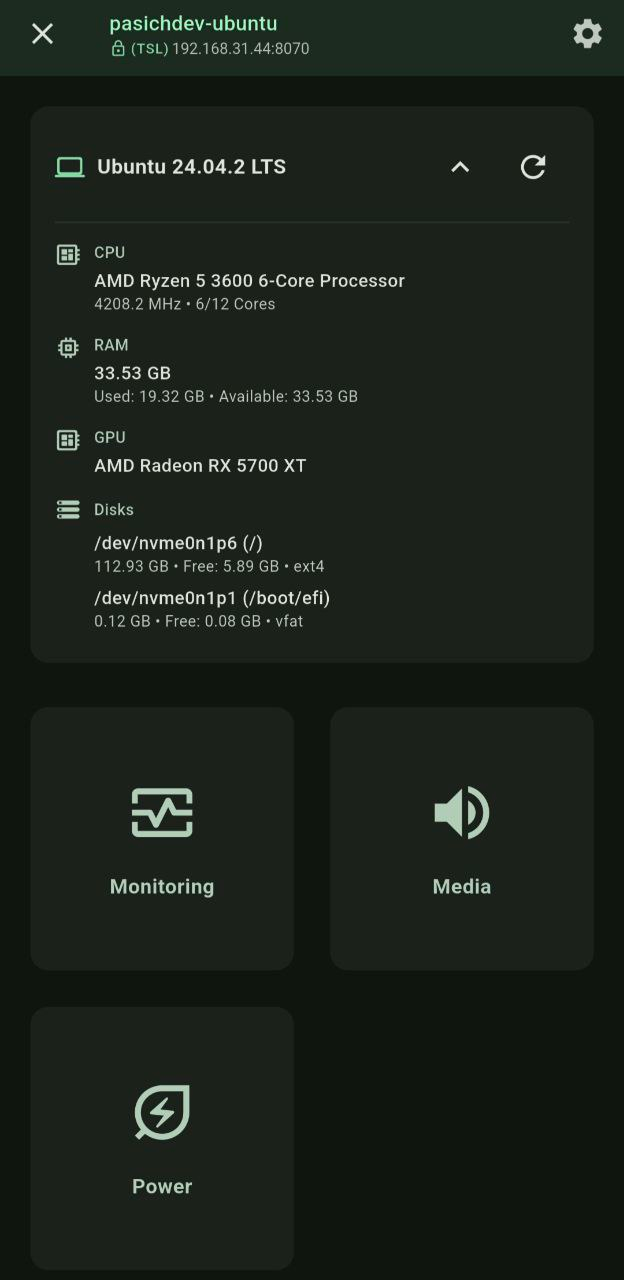 pasichdev-ubuntu
(TSL) 192.168.31.44:8070
Ubuntu 24.04.2 LTS
CPU
AMD Ryzen 5 3600 6-Core Processor
4208.2 MHz • 6/12 Cores
RAM
33.53 GB
Used: 19.32 GB • Available: 33.53 GB
GPU
AMD Radeon RX 5700 XT
Disks
/dev/nvme0n1p6 (/)
112.93 GB • Free: 5.89 GB • ext4
/dev/nvme0n1p1 (/boot/efi)
0.12 GB • Free: 0.08 GB • vfat
Monitoring
Media
Power